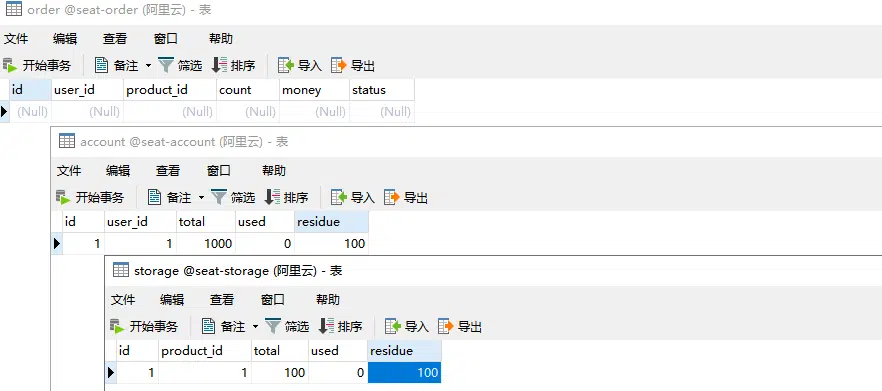 order @seat-order (阿里云) - 表
文件 编辑 查看 窗口 帮助
开始事务 备注 筛选 排序 导入 导出
id user_id product_id count money status
(Null) (Null) (Null) (Null) (Null) (Null)
account @seat-account (阿里云) - 表
文件 编辑 查看 窗口 帮助
开始事务 备注 筛选 排序 导入 导出
id user_id total used residue
1 1 1000 0 100
storage @seat-storage (阿里云) - 表
文件 编辑 查看 窗口 帮助
开始事务 备注 筛选 排序 导入 导出
id product_id total used residue
1 1 100 0 100